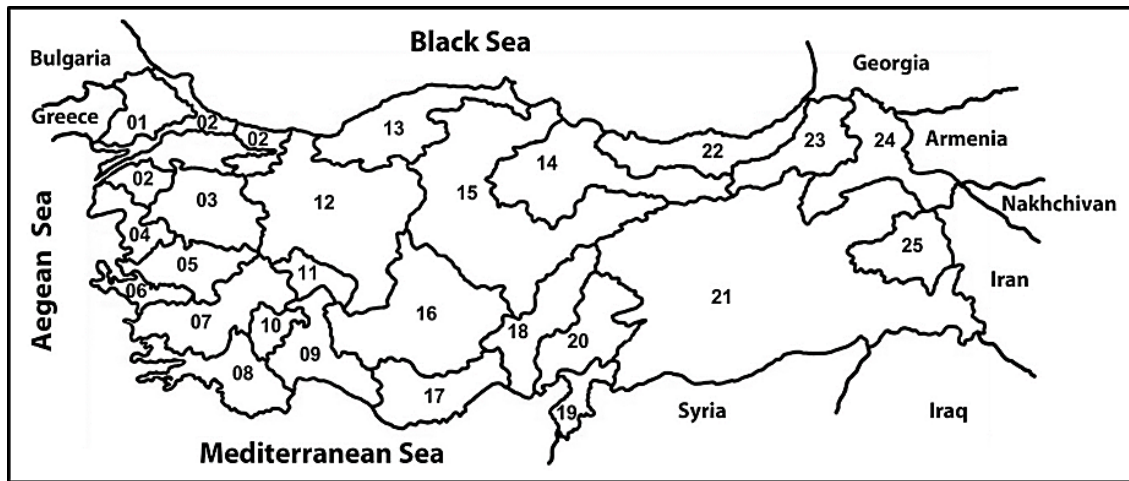 Black Sea
Bulgaria
Georgia
Greece
01
02
02
13
22
23
24
Armenia
02
03
12
15
14
Nakhchivan
Aegean Sea
04
05
11
25
06
21
Iran
07
10
09
16
18
20
08
17
19
Syria
Iraq
Mediterranean Sea